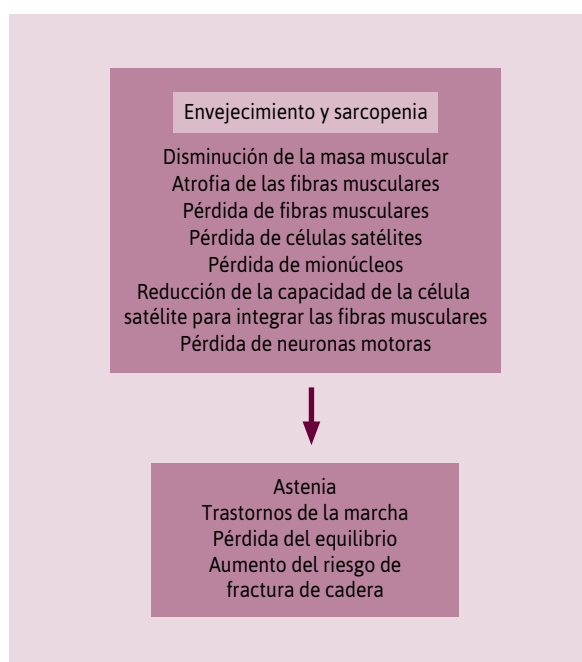 Envejecimiento y sarcopenia
Disminución de la masa muscular
Atrofia de las fibras musculares
Pérdida de fibras musculares
Pérdida de células satélites
Pérdida de mionúcleos
Reducción de la capacidad de la célula
satélite para integrar las fibras musculares
Pérdida de neuronas motoras
Astenia
Trastornos de la marcha
Pérdida del equilibrio
Aumento del riesgo de
fractura de cadera